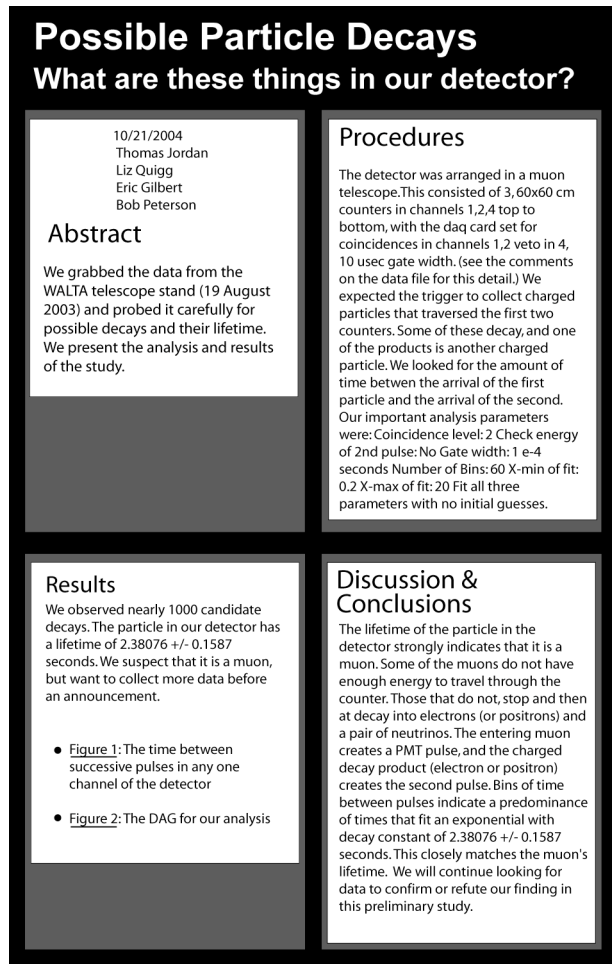 Possible Particle Decays
What are these things in our detector?
10/21/2004
Thomas Jordan
Liz Quigg
Eric Gilbert
Bob Peterson
Abstract
We grabbed the data from the
WALTA telescope stand (19 August
2003) and probed it carefully for
possible decays and their lifetime.
We present the analysis and results
of the study.
Procedures
The detector was arranged in a muon
telescope.This consisted of 3, 60x60 cm
counters in channels 1,2,4 top to
bottom, with the daq card set for
coincidences in channels 1,2 veto in 4,
10 usec gate width. (see the comments
on the data file for this detail.) We
expected the trigger to collect charged
particles that traversed the first two
counters. Some of these decay, and one
of the products is another charged
particle. We looked for the amount of
time betwen the arrival of the first
particle and the arrival of the second.
Our important analysis parameters
were: Coincidence level: 2 Check energy
of 2nd pulse: No Gate width: 1 e-4
seconds Number of Bins: 60 X-min of fit:
0.2 X-max of fit: 20 Fit all three
parameters with no initial guesses.
Results
We observed nearly 1000 candidate
decays. The particle in our detector has
a lifetime of 2.38076 +/- 0.1587
seconds. We suspect that it is a muon,
but want to collect more data before
an announcement.
• Figure 1: The time between
successive pulses in any one
channel of the detector
• Figure 2: The DAG for our analysis
Discussion &
Conclusions
The lifetime of the particle in the
detector strongly indicates that it is a
muon. Some of the muons do not have
enough energy to travel through the
counter. Those that do not, stop and then
at decay into electrons (or positrons) and
a pair of neutrinos. The entering muon
creates a PMT pulse, and the charged
decay product (electron or positron)
creates the second pulse. Bins of time
between pulses indicate a predominance
of times that fit an exponential with
decay constant of 2.38076 +/- 0.1587
seconds. This closely matches the muon's
lifetime. We will continue looking for
data to confirm or refute our finding in
this preliminary study.